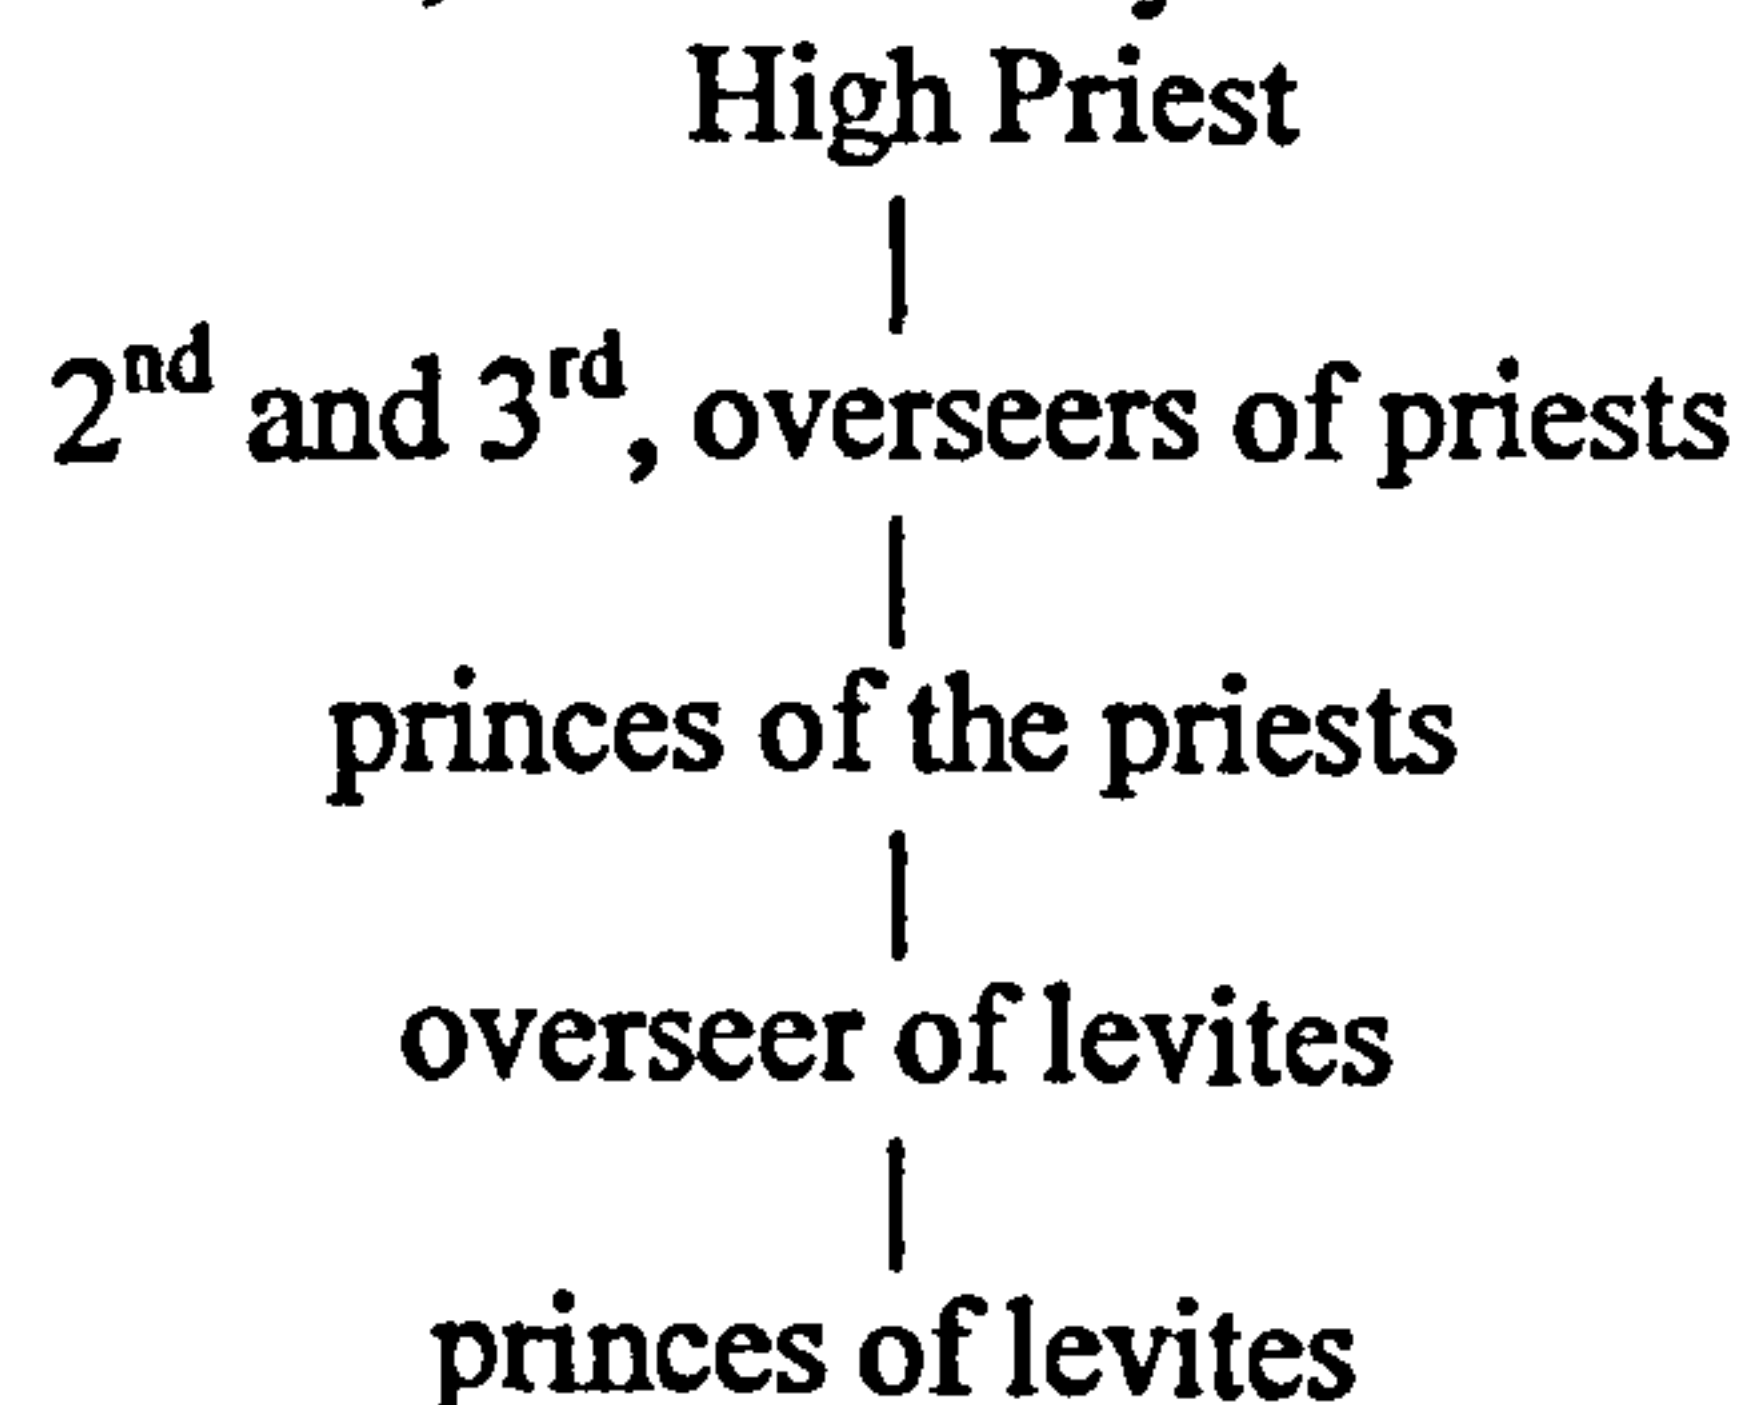 High Priest
2nd and 3rd, overseers of priests
princes of the priests
overseer of levites
princes of levites